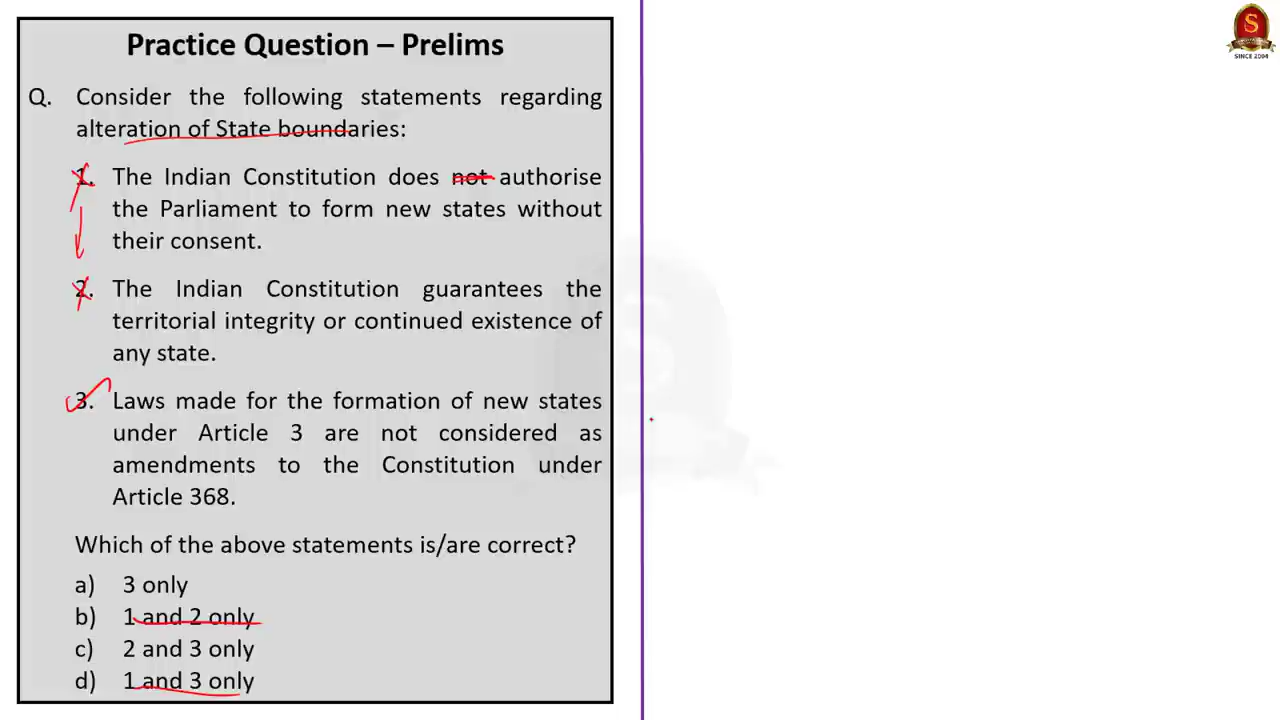 Practice Question – Prelims
Q. Consider the following statements regarding
alteration of State boundaries:
1. The Indian Constitution does not authorise
the Parliament to form new states without
their consent.
2. The Indian Constitution guarantees the
territorial integrity or continued existence of
any state.
3. Laws made for the formation of new states
under Article 3 are not considered as
amendments to the Constitution under
Article 368.
Which of the above statements is/are correct?
a) 3 only
b) 1 and 2 only
c) 2 and 3 only
d) 1 and 3 only
S
SINCE 2004